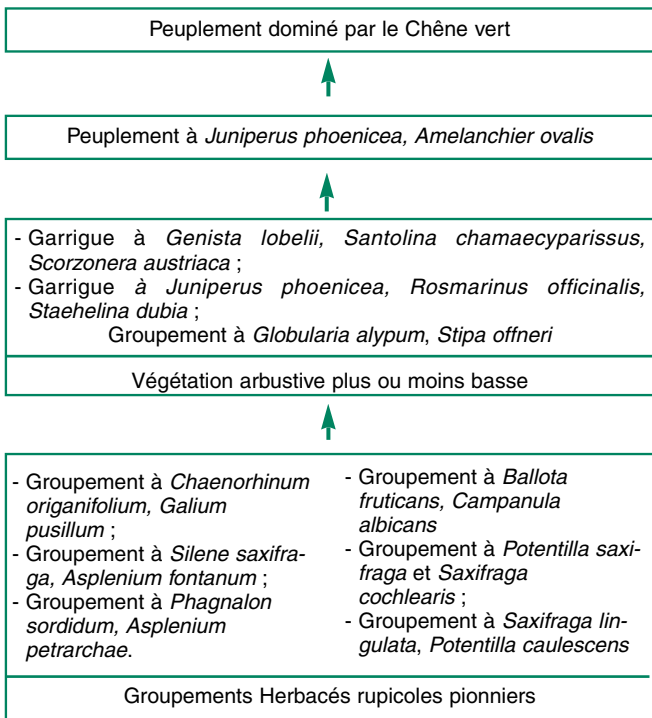 Peuplement dominé par le Chêne vert
Peuplement à Juniperus phoenicea, Amelanchier ovalis
- Garrigue à Genista lobelii, Santolina chamaecyparissus,
Scorzonera austriaca ;
- Garrigue à Juniperus phoenicea, Rosmarinus officinalis,
Staehelina dubia ;
Groupement à Globularia alypum, Stipa offneri
Végétation arbustive plus ou moins basse
- Groupement à Chaenorhinum
origanifolium, Galium
pusillum ;
- Groupement à Silene saxifra-
ga, Asplenium fontanum ;
- Groupement à Phagnalon
sordidum, Asplenium
petrarchae.
- Groupement à Ballota
fruticans, Campanula
albicans
- Groupement à Potentilla saxi-
fraga et Saxifraga
cochlearis ;
- Groupement à Saxifraga lin-
gulata, Potentilla caulescens
Groupements Herbacés rupicoles pionniers